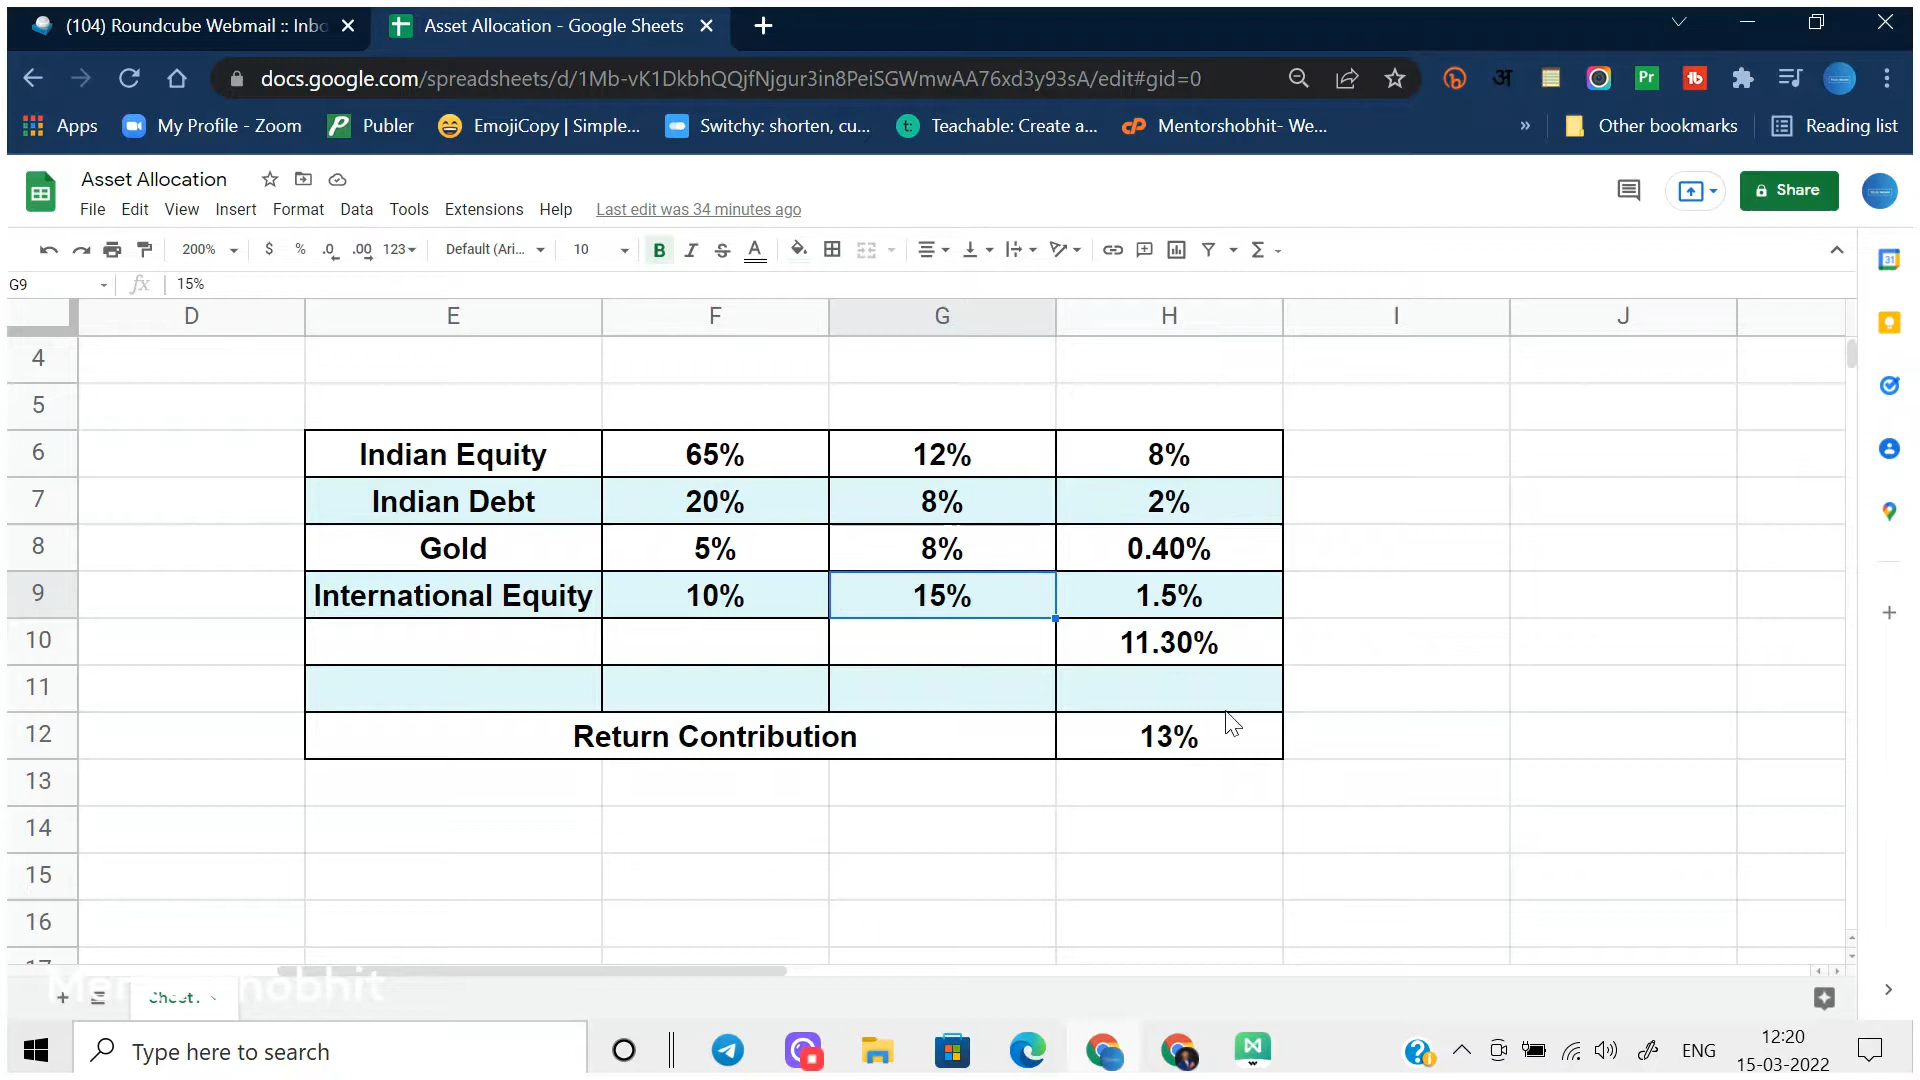 (104) Roundcube Webmail :: Inbo
Asset Allocation - Google Sheets
docs.google.com/spreadsheets/d/1Mb-vK1DkbhQQjfNjgur3in8PeiSGWmwAA76xd3y93sA/edit#gid=0
Apps
My Profile - Zoom
Publer
EmojiCopy | Simple...
Switchy: shorten, cu...
Teachable: Create a...
Mentorshobhit- We...
»
Other bookmarks
Reading list
Asset Allocation
Share
File Edit View Insert Format Data Tools Extensions Help Last edit was 34 minutes ago
200% $ % .0 .00 123 Default (Ari... 10 B I S A
G9 fx 15%
D E F G H I J
4
5
6 Indian Equity 65% 12% 8%
7 Indian Debt 20% 8% 2%
8 Gold 5% 8% 0.40%
9 International Equity 10% 15% 1.5%
10 11.30%
11
12 Return Contribution 13%
13
14
15
16
17
Type here to search
ENG
12:20
15-03-2022